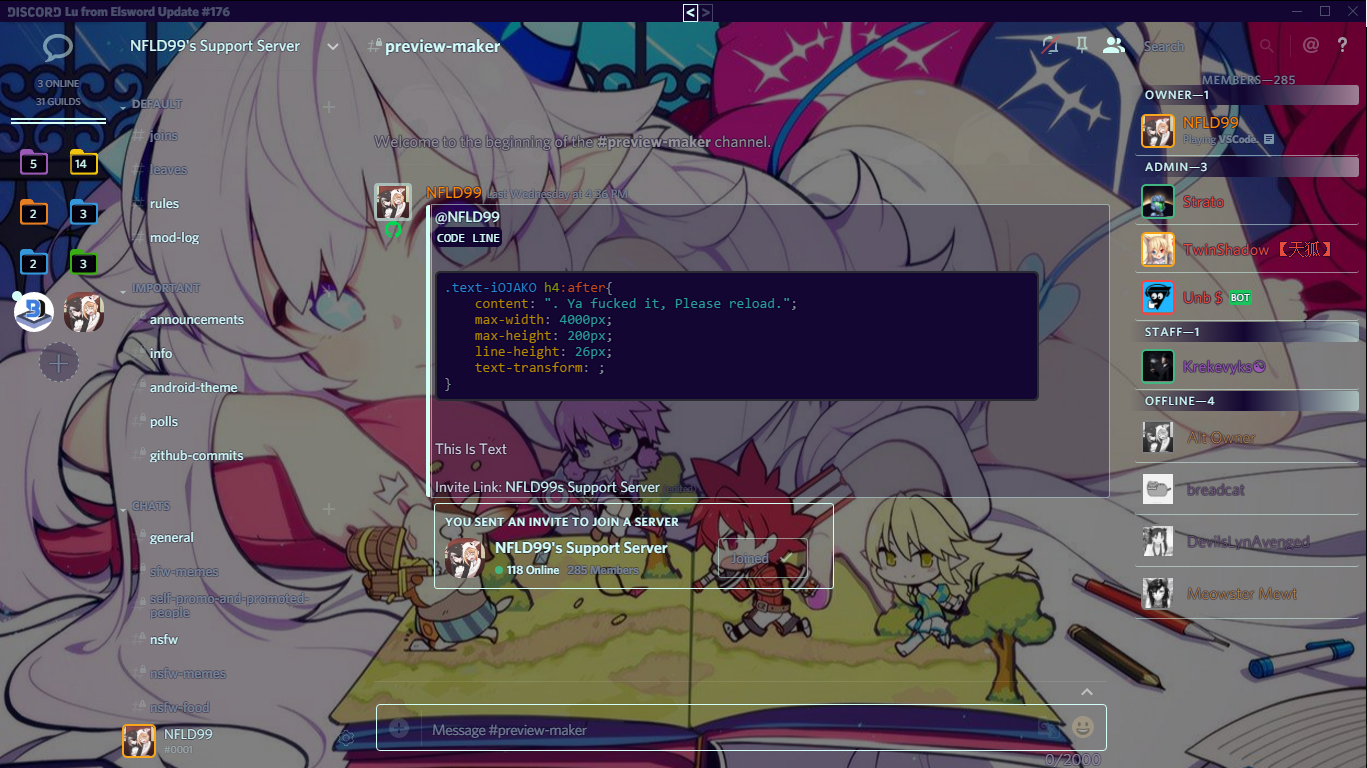 DISCORD Lu from Elsword Update #176
< >
NFLD99's Support Server
preview-maker
Search
@ ?
3 ONLINE
31 GUILDS
5
14
2
3
2
3
DEFAULT
joins
leaves
rules
mod-log
IMPORTANT
announcements
info
android-theme
polls
github-commits
CHATS
general
sfw-memes
self-promo-and-promoted-
people
nsfw
nsfw-memes
nsfw-food
NFLD99
#0001
Welcome to the beginning of the #preview-maker channel.
NFLD99 Last Wednesday at 4:36 PM
@NFLD99
CODE LINE
.text-iOJAKO h4:after{
content: ". Ya fucked it, Please reload.";
max-width: 4000px;
max-height: 200px;
line-height: 26px;
text-transform: ;
}
This Is Text
Invite Link: NFLD99s Support Server (edited)
YOU SENT AN INVITE TO JOIN A SERVER
NFLD99's Support Server
118 Online 285 Members
Joined
Message #preview-maker
0/2000
MEMBERS—285
OWNER—1
NFLD99
Playing VSCode.
ADMIN—3
Strato
TwinShadow 【天狐】
Unb $ BOT
STAFF—1
Krekevyks
OFFLINE—4
Alt Owner
breadcat
DevilsLynAvenged
Meowster Mewt